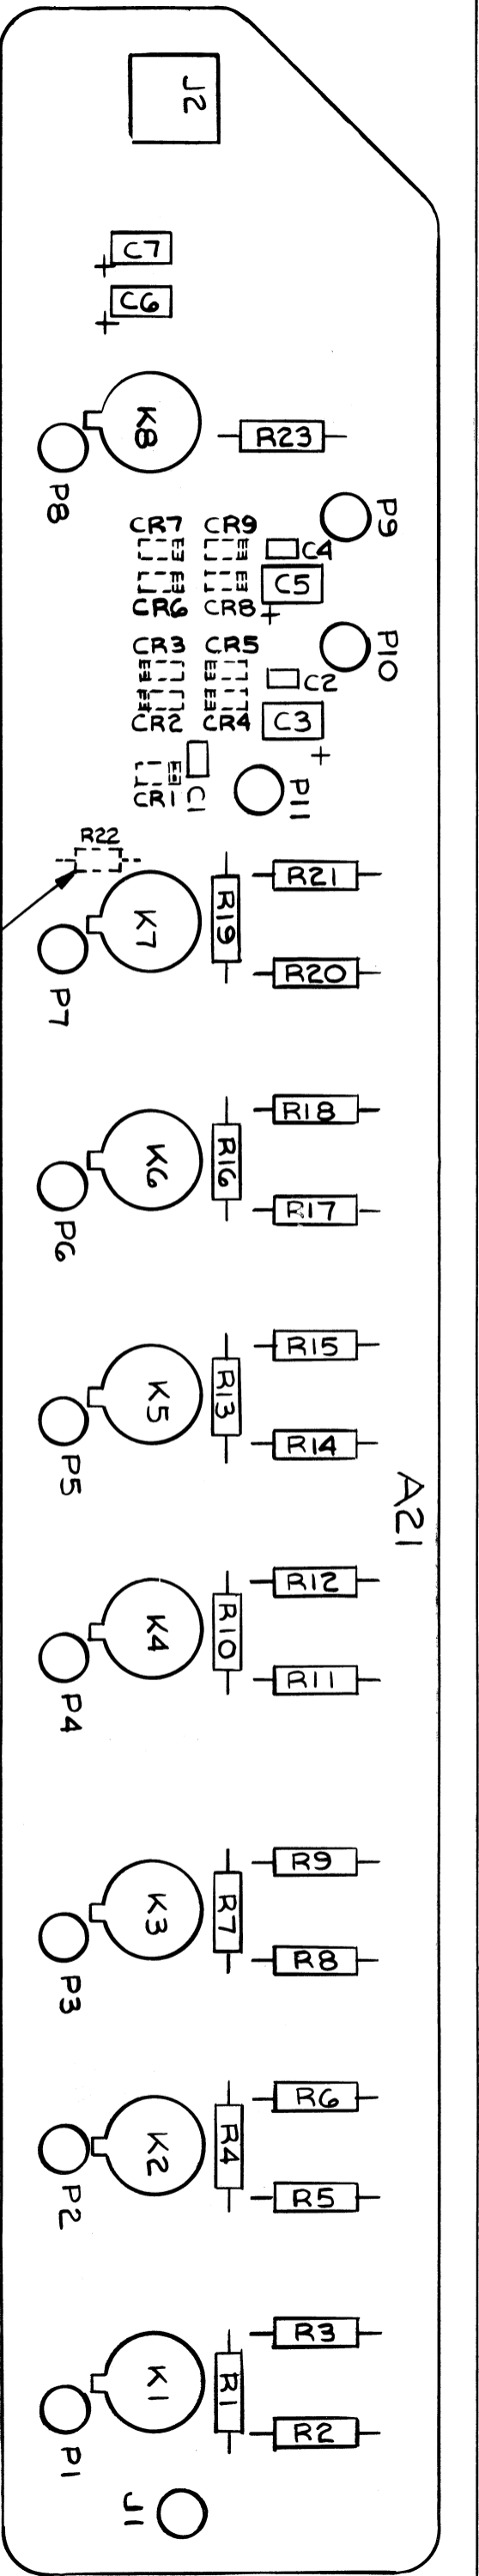 J2
C7
+
C6
+
K8
R23
P8
P9
CR7 CR9
C4
C5
CR6 CR8 +
P10
CR3 CR5
C2
C3
CR2 CR4
+
C1
CR1
P11
R22
R21
K7
R19
P7
R20
R18
K6
R16
P6
R17
R15
K5
R13
P5
R14
A21
R12
K4
R10
P4
R11
R9
K3
R7
P3
R8
R6
K2
R4
P2
R5
R3
K1
R1
P1
R2
J1